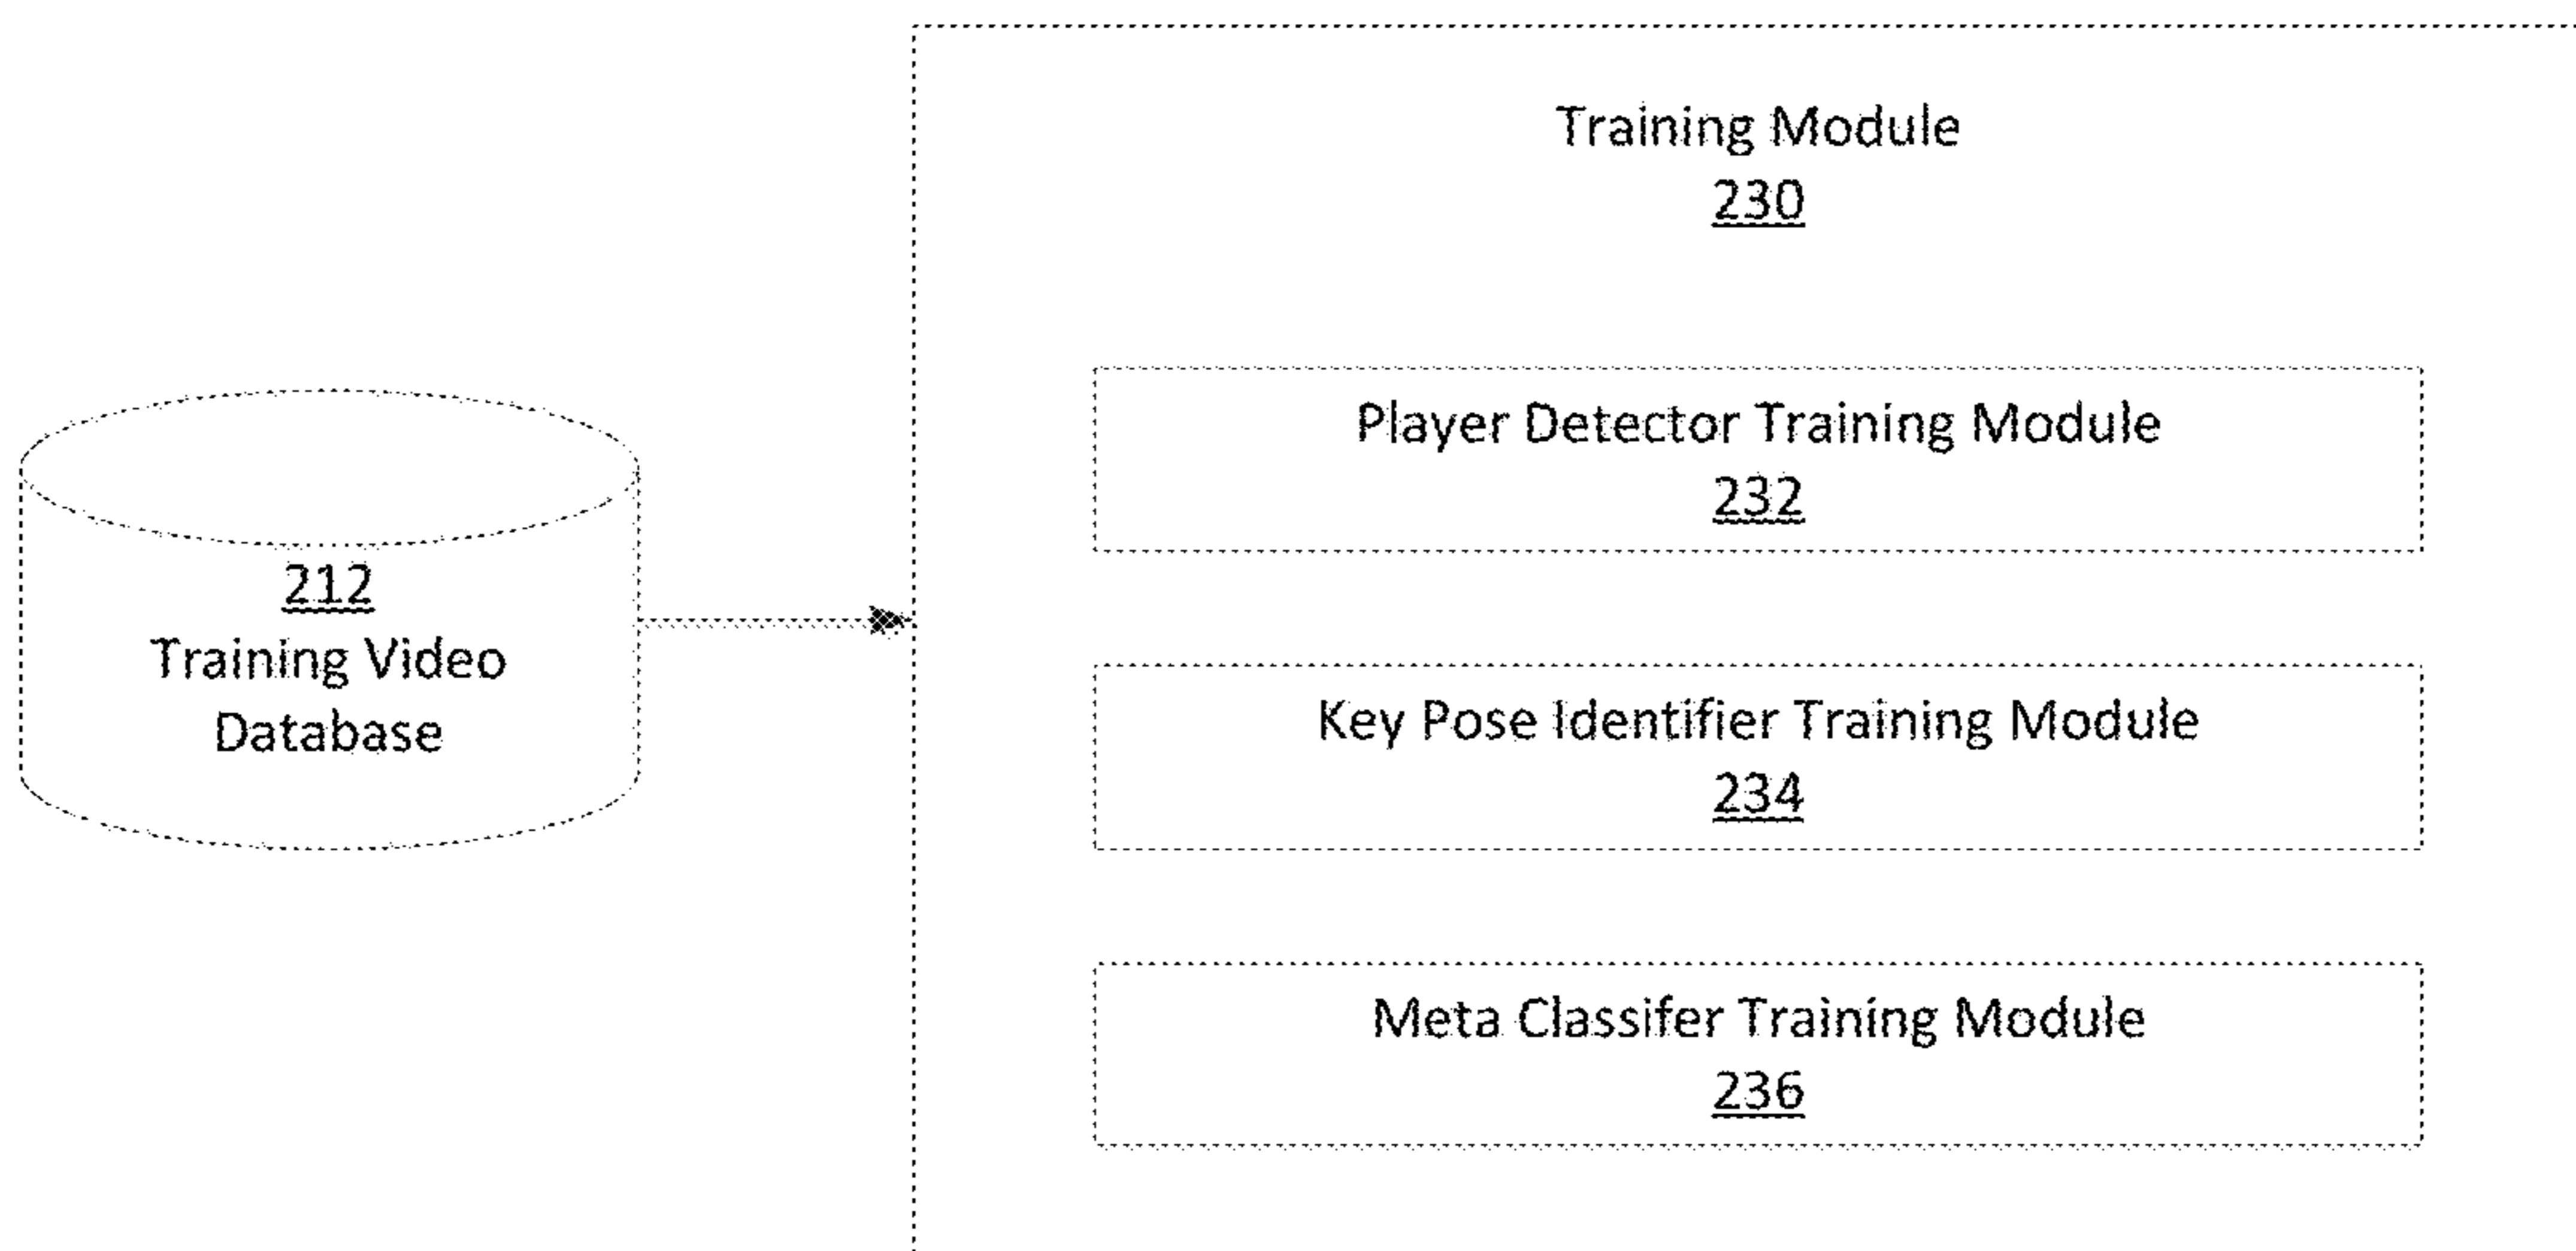 Training Module
230
Player Detector Training Module
232
212
Training Video
Database
Key Pose Identifier Training Module
234
Meta Classifer Training Module
236